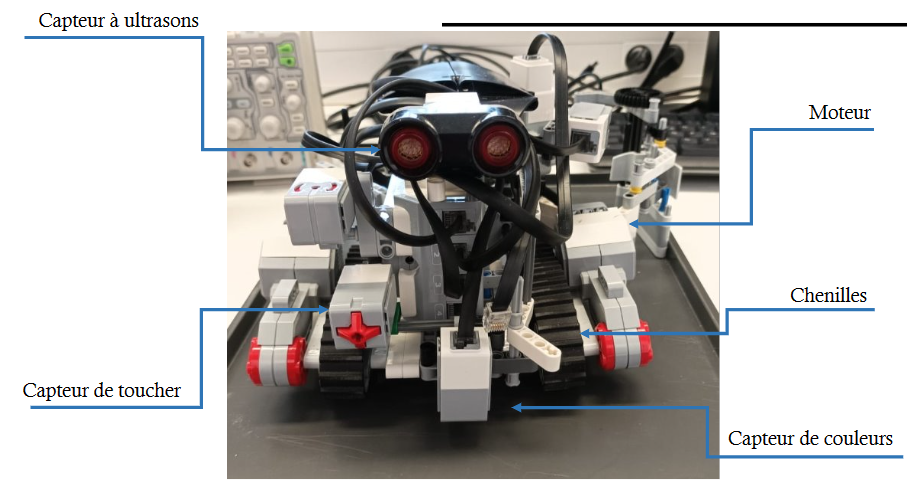 Capteur à ultrasons
Moteur
Chenilles
Capteur de toucher
Capteur de couleurs